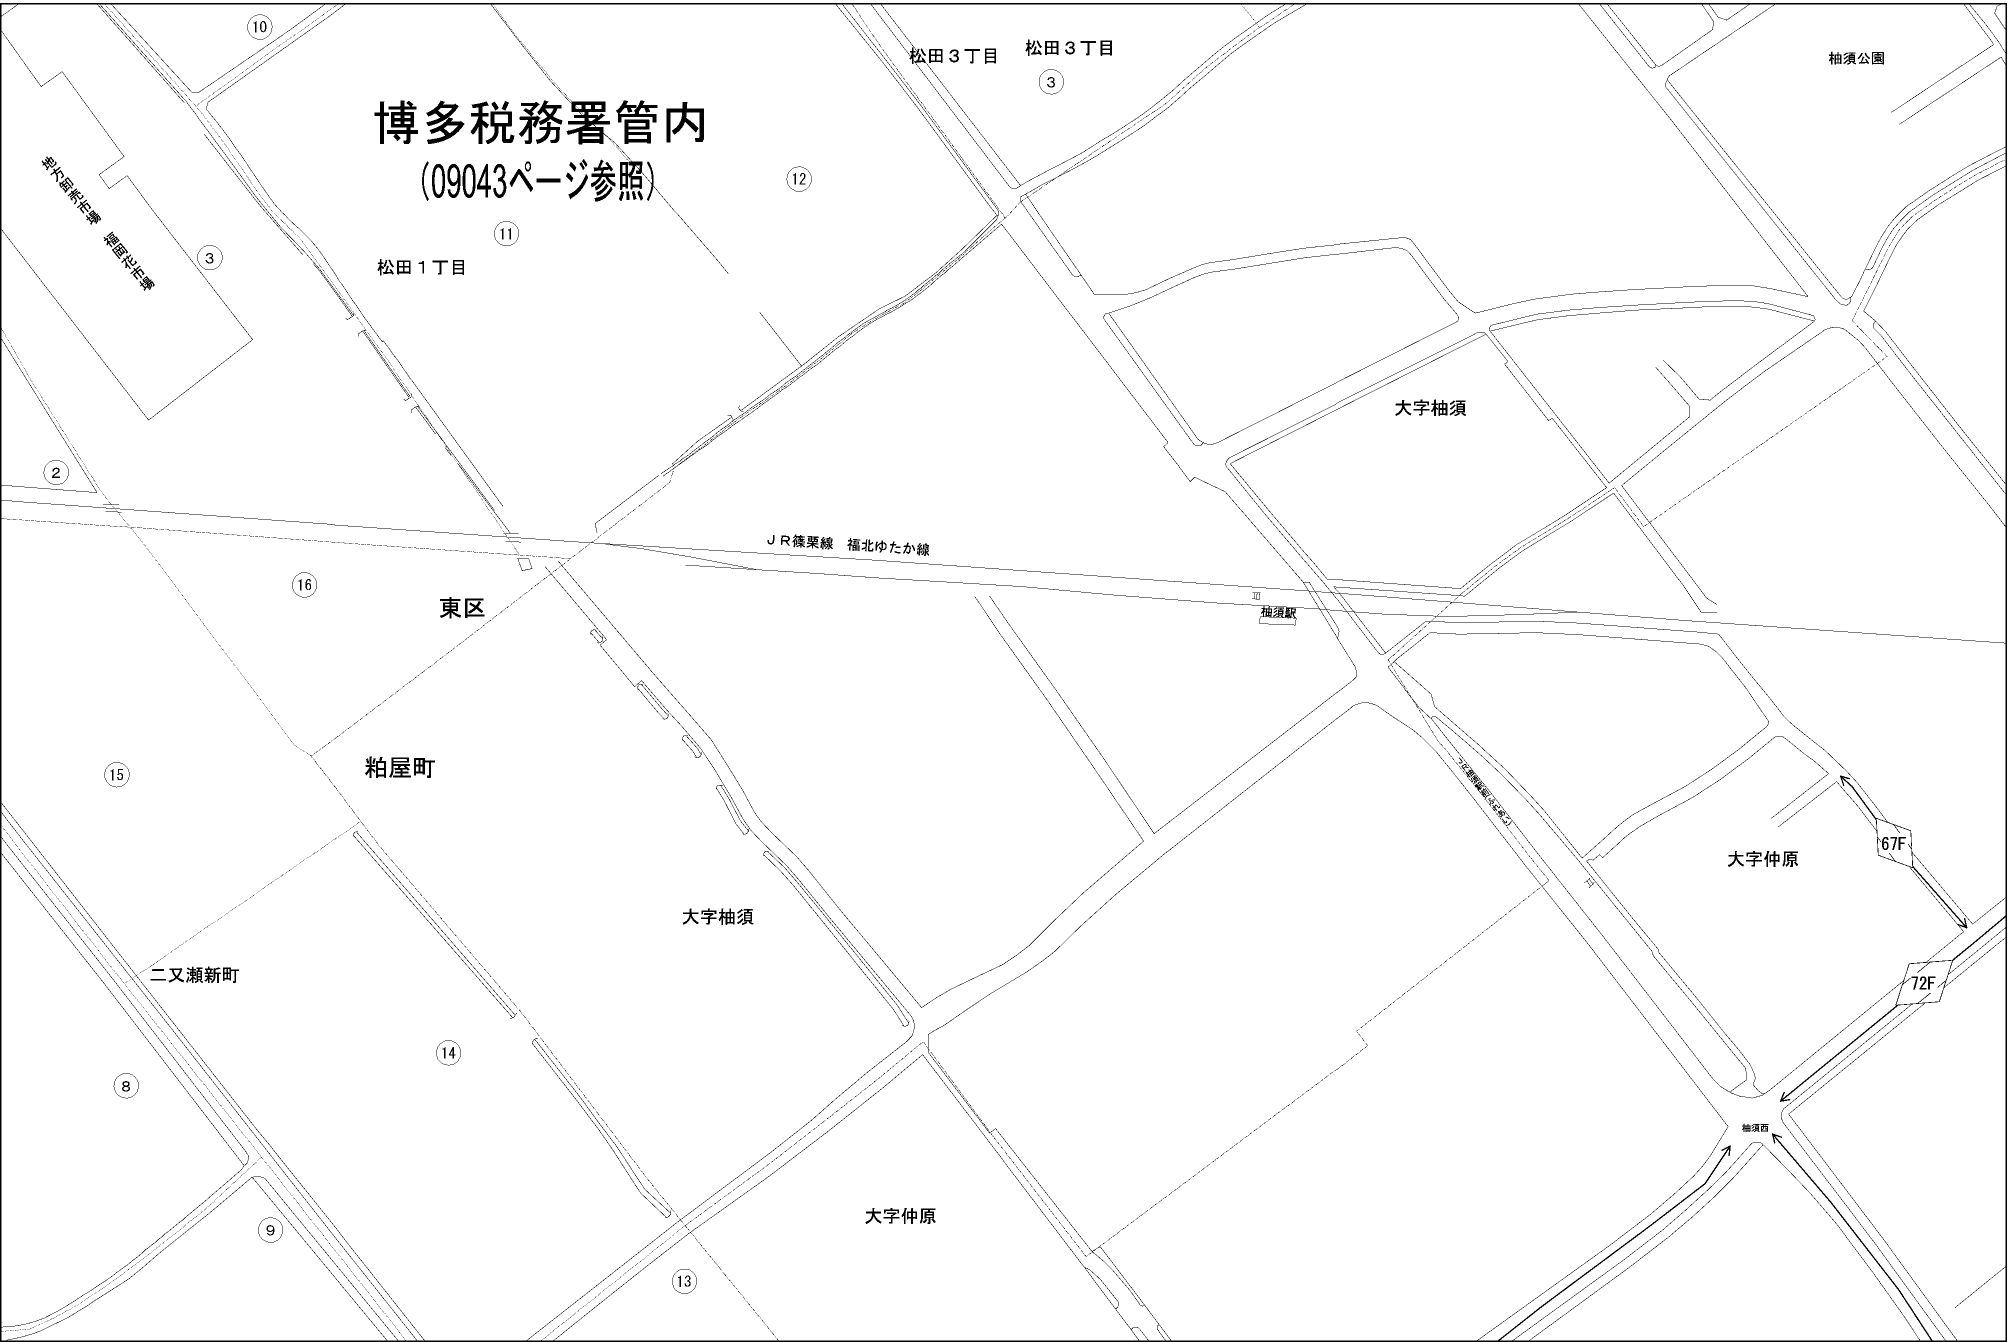 ⑩
松田３丁目
松田３丁目
③
柚須公園
博多税務署管内
(09043ページ参照)
⑫
⑪
地方卸売市場　福岡花市場
③
松田１丁目
大字柚須
②
ＪＲ篠栗線　福北ゆたか線
⑯
東区
柚須駅
⑮
粕屋町
67F
大字仲原
大字柚須
二又瀬新町
72F
⑭
⑧
柚須西
大字仲原
⑨
⑬